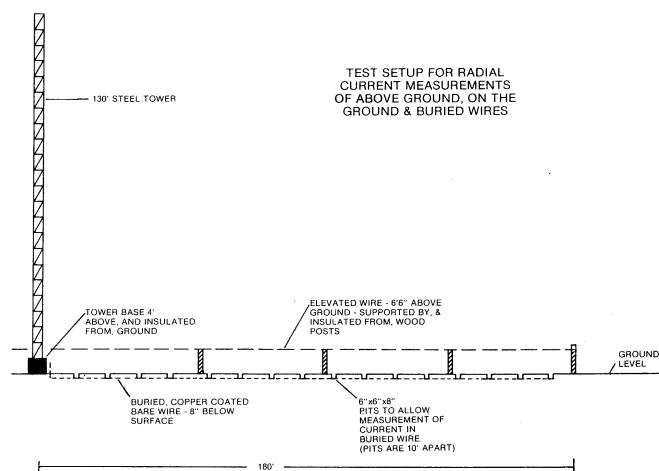 TEST SETUP FOR RADIAL
CURRENT MEASUREMENTS
OF ABOVE GROUND, ON THE
GROUND & BURIED WIRES
130' STEEL TOWER
TOWER BASE 4'
ABOVE, AND INSULATED
FROM, GROUND
ELEVATED WIRE - 6'6" ABOVE
GROUND - SUPPORTED BY, &
INSULATED FROM, WOOD
POSTS
GROUND
LEVEL
BURIED, COPPER COATED
BARE WIRE - 8" BELOW
SURFACE
6"x6"x8"
PITS TO ALLOW
MEASUREMENT OF
CURRENT IN
BURIED WIRE.
(PITS ARE 10' APART)
180'